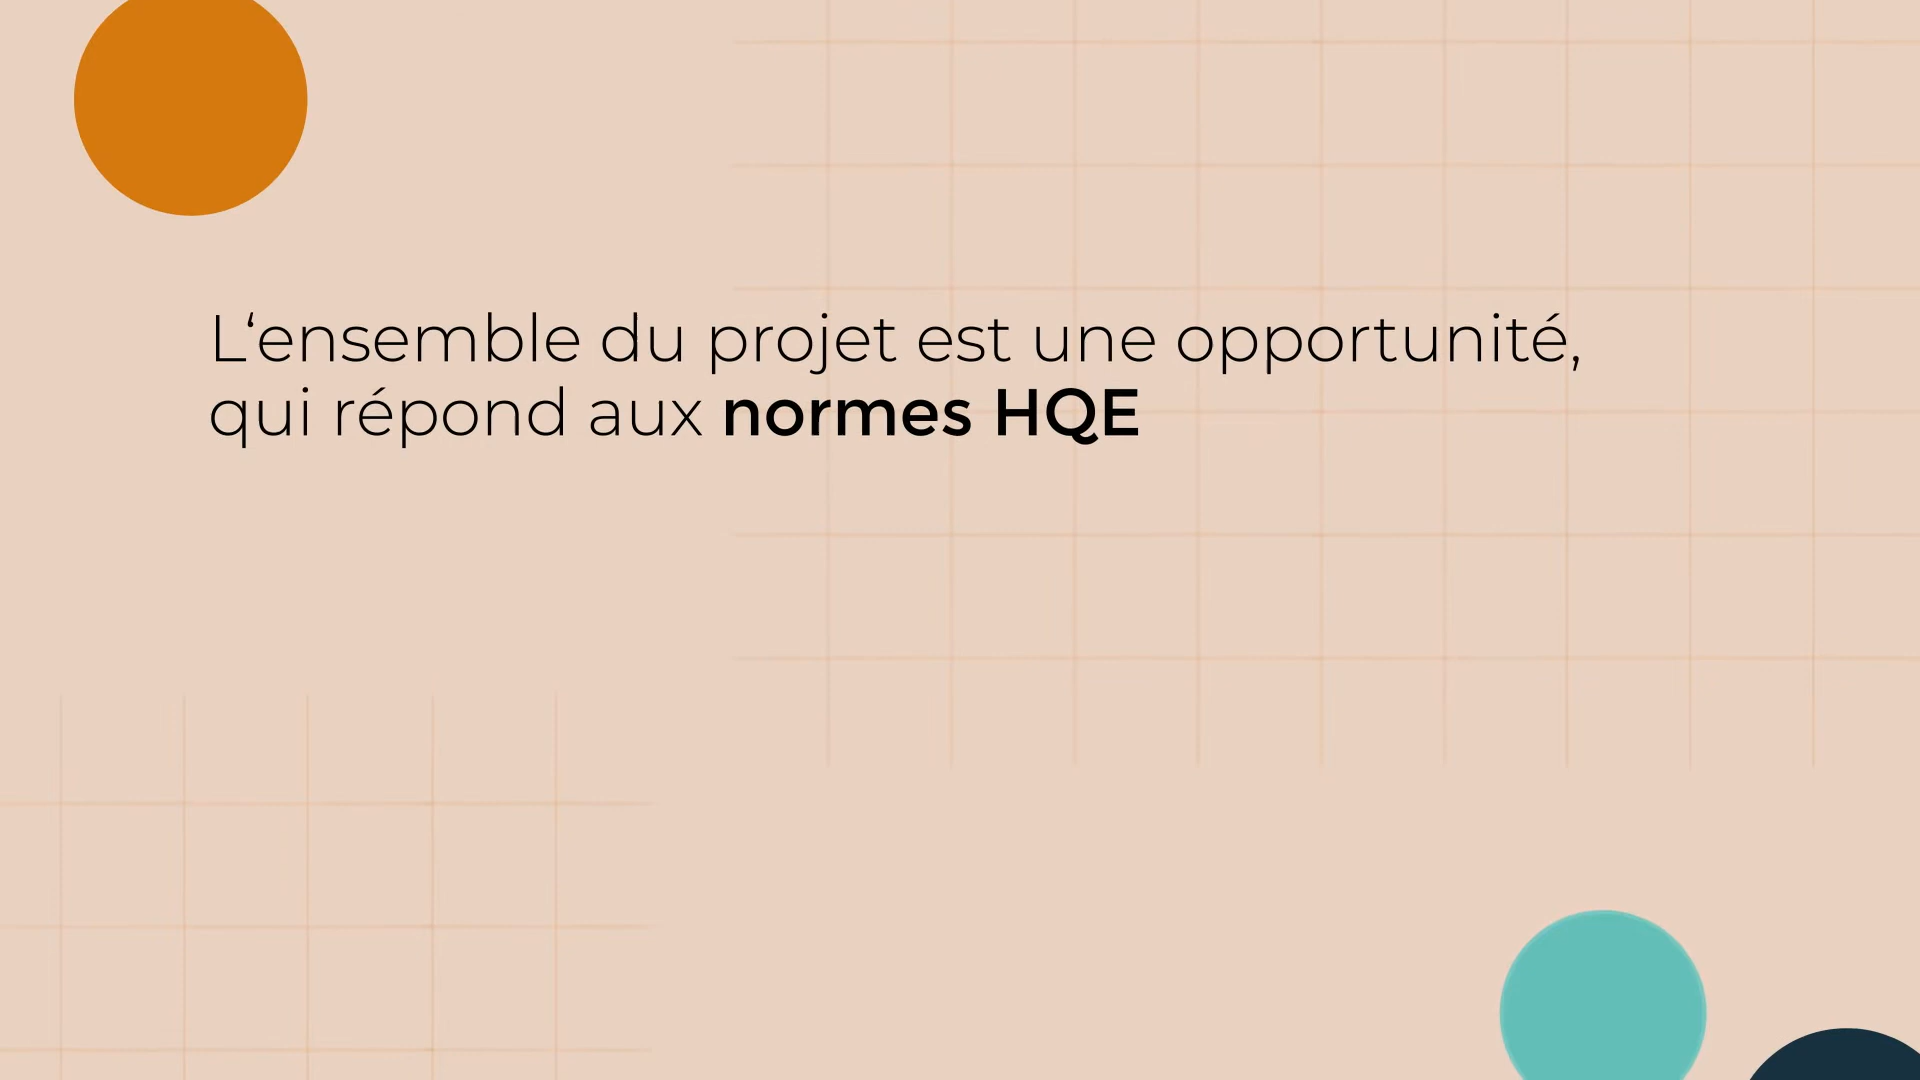 L‘ensemble du projet est une opportunité,
qui répond aux normes HQE